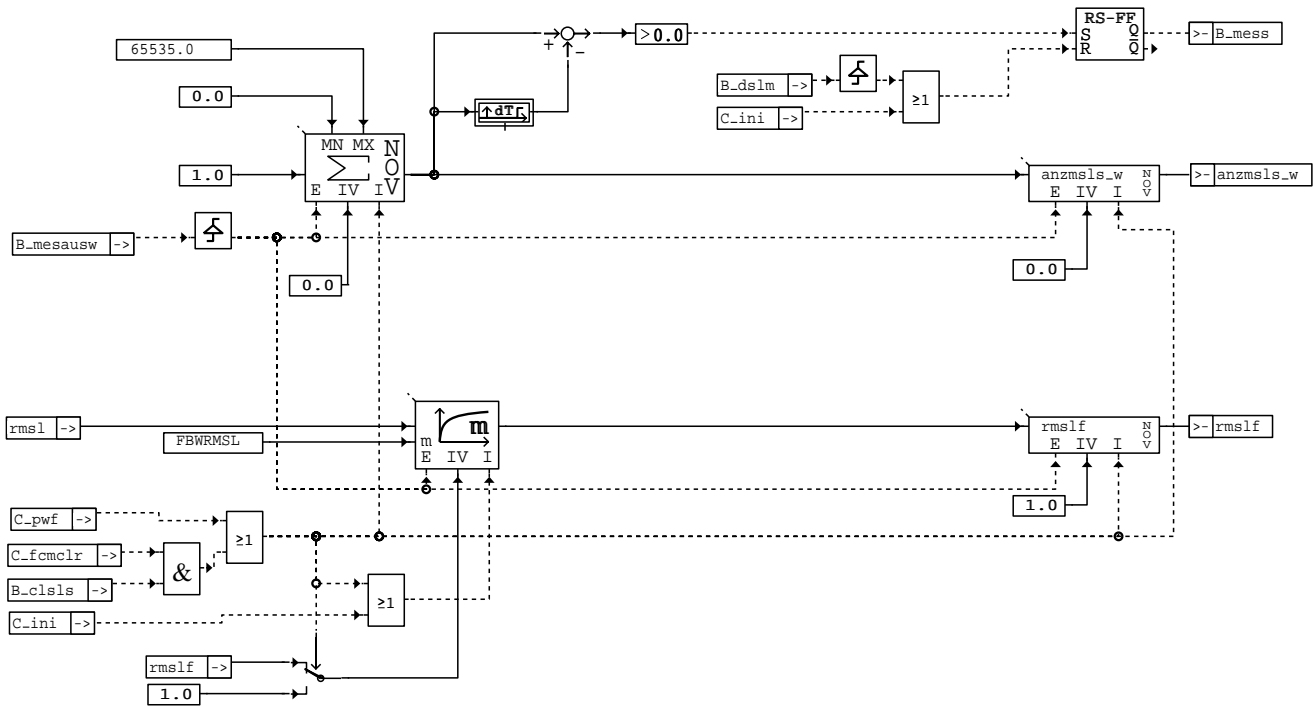 RS-FF
65535.0
+
−
>0.0
S
Q
R
Q̅
>- B_mess
B_dslm ->
0.0
dT
≥1
C_ini ->
MN MX
N
O
V
∑
1.0
E IV I
anzmsls_w
N
O
V
E IV I
>- anzmsls_w
B_mesausw ->
0.0
0.0
rmsl ->
FBWRMSL
m
m
E IV I
rmslf
N
O
V
E IV I
>- rmslf
1.0
C_pwf ->
≥1
C_fcmclr ->
&
B_clsls ->
≥1
C_ini ->
rmslf ->
1.0